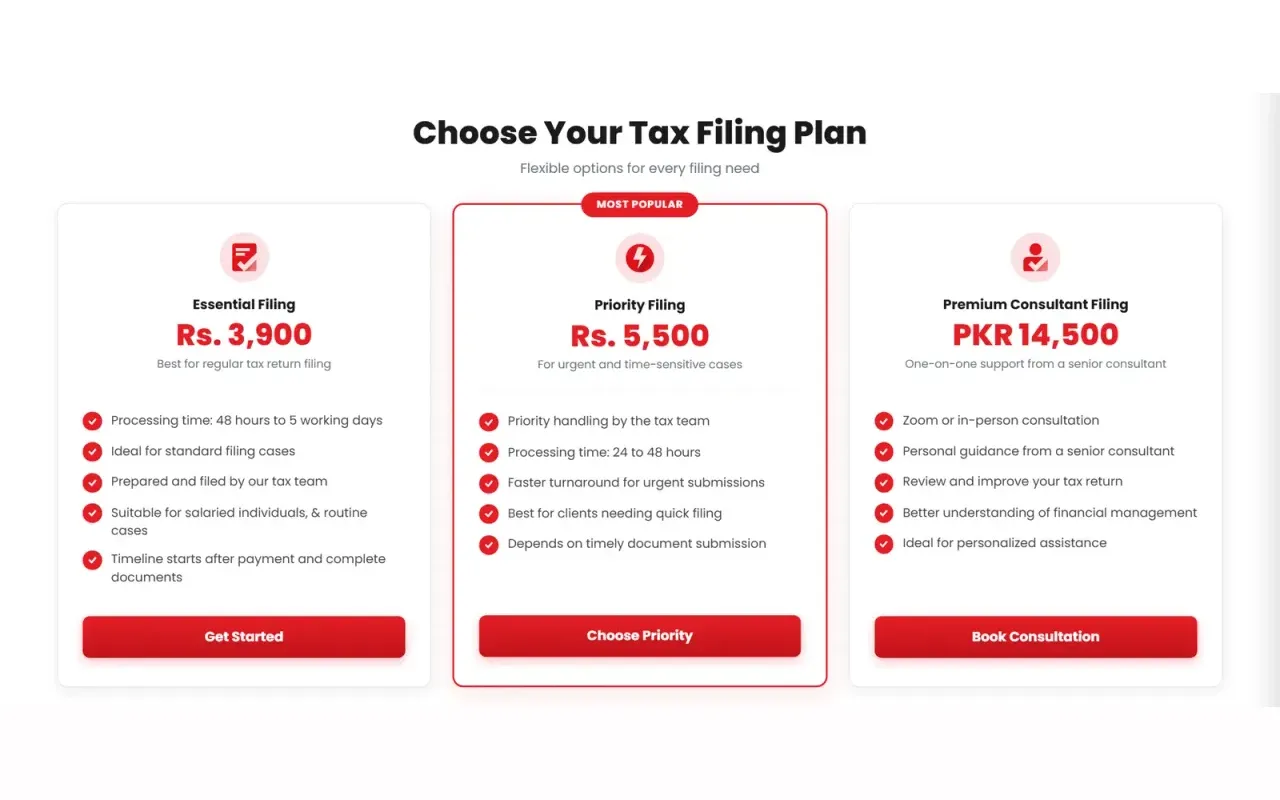 Choose Your Tax Filing Plan
Flexible options for every filing need
Essential Filing
Rs. 3,900
Best for regular tax return filing
Processing time: 48 hours to 5 working days
Ideal for standard filing cases
Prepared and filed by our tax team
Suitable for salaried individuals, & routine
cases
Timeline starts after payment and complete
documents
Get Started
MOST POPULAR
Priority Filing
Rs. 5,500
For urgent and time-sensitive cases
Priority handling by the tax team
Processing time: 24 to 48 hours
Faster turnaround for urgent submissions
Best for clients needing quick filing
Depends on timely document submission
Choose Priority
Premium Consultant Filing
PKR 14,500
One-on-one support from a senior consultant
Zoom or in-person consultation
Personal guidance from a senior consultant
Review and improve your tax return
Better understanding of financial management
Ideal for personalized assistance
Book Consultation